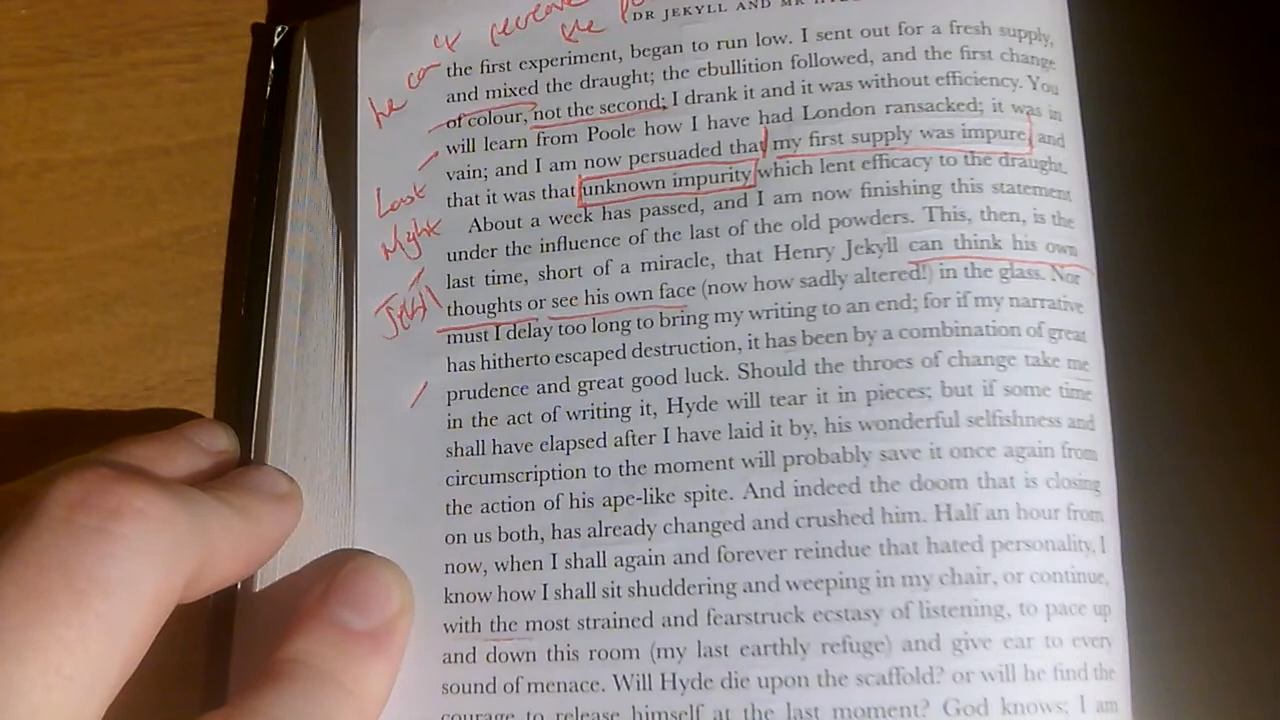 DR JEKYLL AND MR
the first experiment, began to run low. I sent out for a fresh supply,
and mixed the draught; the ebullition followed, and the first change
of colour, not the second; I drank it and it was without efficiency. You
will learn from Poole how I have had London ransacked; it was in
vain; and I am now persuaded that my first supply was impure, and
that it was that unknown impurity which lent efficacy to the draught.
About a week has passed, and I am now finishing this statement
under the influence of the last of the old powders. This, then, is the
last time, short of a miracle, that Henry Jekyll can think his own
thoughts or see his own face (now how sadly altered!) in the glass. Nor
must I delay too long to bring my writing to an end; for if my narrative
has hitherto escaped destruction, it has been by a combination of great
prudence and great good luck. Should the throes of change take me
in the act of writing it, Hyde will tear it in pieces; but if some time
shall have elapsed after I have laid it by, his wonderful selfishness and
circumscription to the moment will probably save it once again from
the action of his ape-like spite. And indeed the doom that is closing
on us both, has already changed and crushed him. Half an hour from
now, when I shall again and forever reindue that hated personality, I
know how I shall sit shuddering and weeping in my chair, or continue,
with the most strained and fearstruck ecstasy of listening, to pace up
and down this room (my last earthly refuge) and give ear to every
sound of menace. Will Hyde die upon the scaffold? or will he find the
courage to release himself at the last moment? God knows; I am
he
Last
Night
the